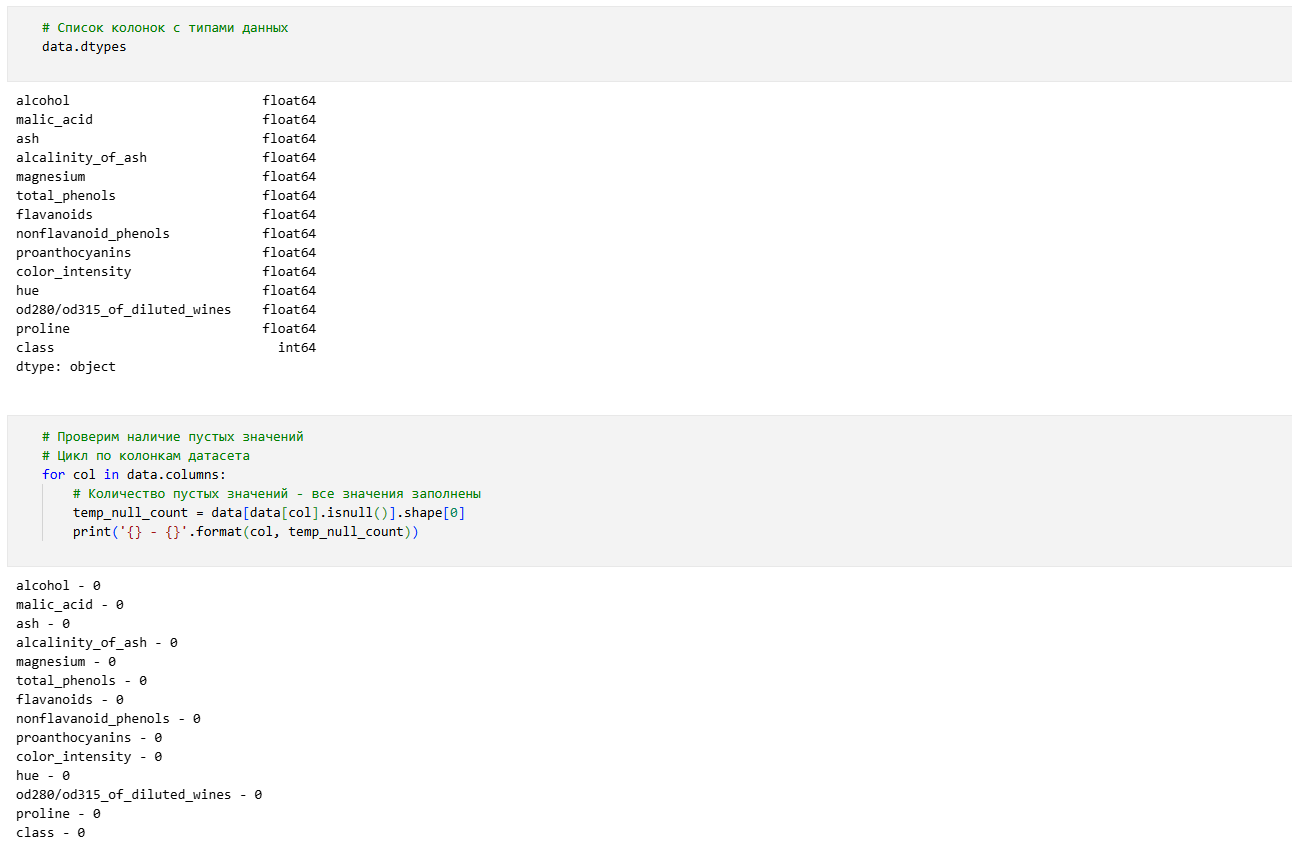 # Список колонок с типами данных
data.dtypes
alcohol float64
malic_acid float64
ash float64
alcalinity_of_ash float64
magnesium float64
total_phenols float64
flavanoids float64
nonflavanoid_phenols float64
proanthocyanins float64
color_intensity float64
hue float64
od280/od315_of_diluted_wines float64
proline float64
class int64
dtype: object
# Проверим наличие пустых значений
# Цикл по колонкам датасета
for col in data.columns:
    # Количество пустых значений - все значения заполнены
    temp_null_count = data[data[col].isnull()].shape[0]
    print('{} - {}'.format(col, temp_null_count))
alcohol - 0
malic_acid - 0
ash - 0
alcalinity_of_ash - 0
magnesium - 0
total_phenols - 0
flavanoids - 0
nonflavanoid_phenols - 0
proanthocyanins - 0
color_intensity - 0
hue - 0
od280/od315_of_diluted_wines - 0
proline - 0
class - 0